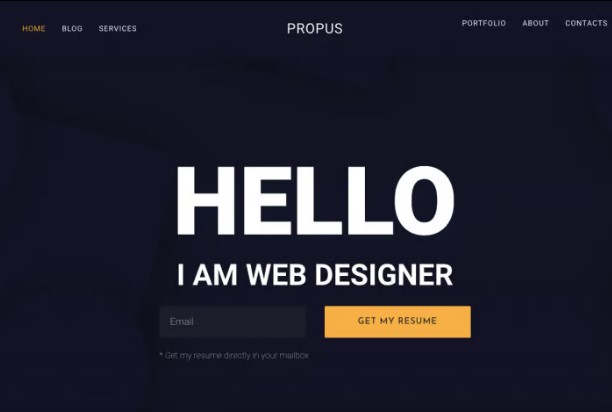 HOME BLOG SERVICES PROPUS PORTFOLIO ABOUT CONTACTS
HELLO
I AM WEB DESIGNER
Email GET MY RESUME
* Get my resume directly in your mailbox